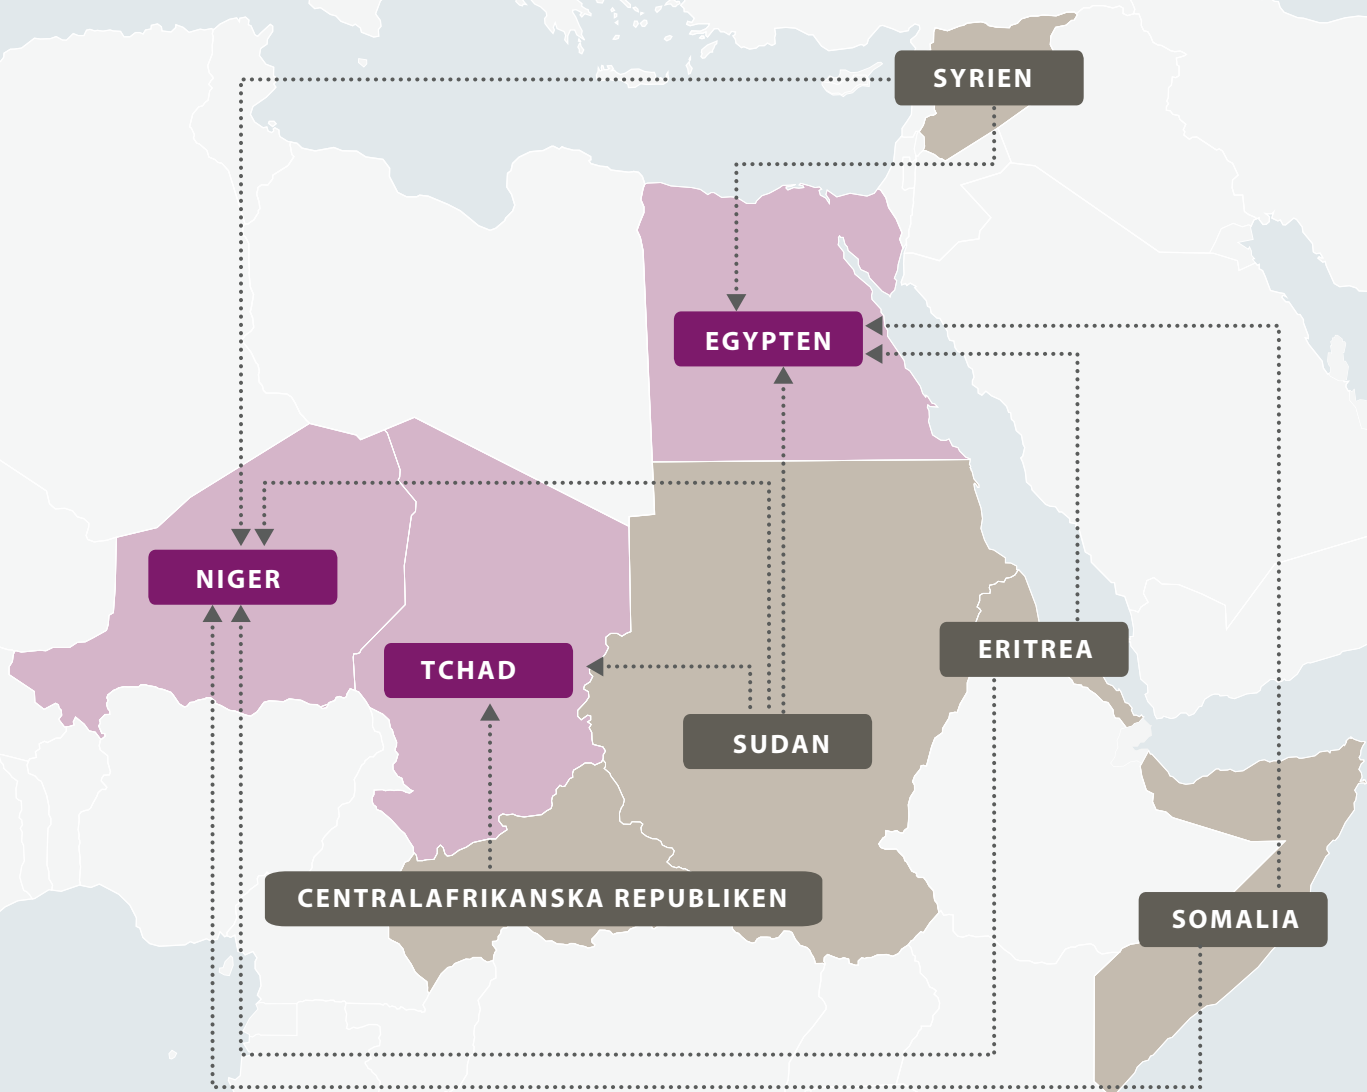 SYRIEN
EGYPTEN
NIGER
ERITREA
TCHAD
SUDAN
CENTRALAFRIKANSKA REPUBLIKEN
SOMALIA